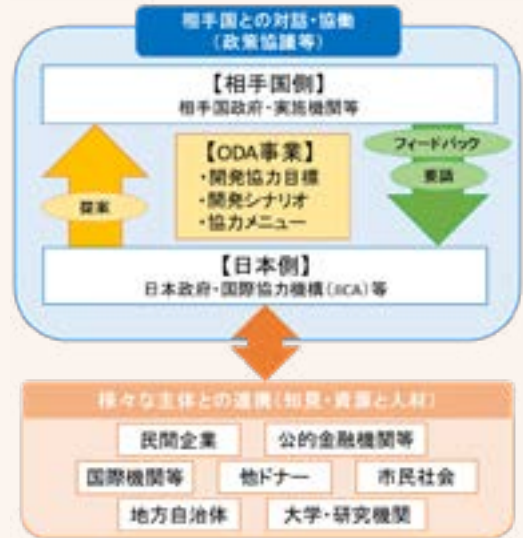 相手国との対話・協働
(政策協議等)
【相手国側】
相手国政府・実施機関等
【ODA事業】
・開発協力目標
・開発シナリオ
・協力メニュー
提案
フィードバック
要請
【日本側】
日本政府・国際協力機構(JICA)等
様々な主体との連携(知見・資源と人材)
民間企業
公的金融機関等
国際機関等
他ドナー
市民社会
地方自治体
大学・研究機関